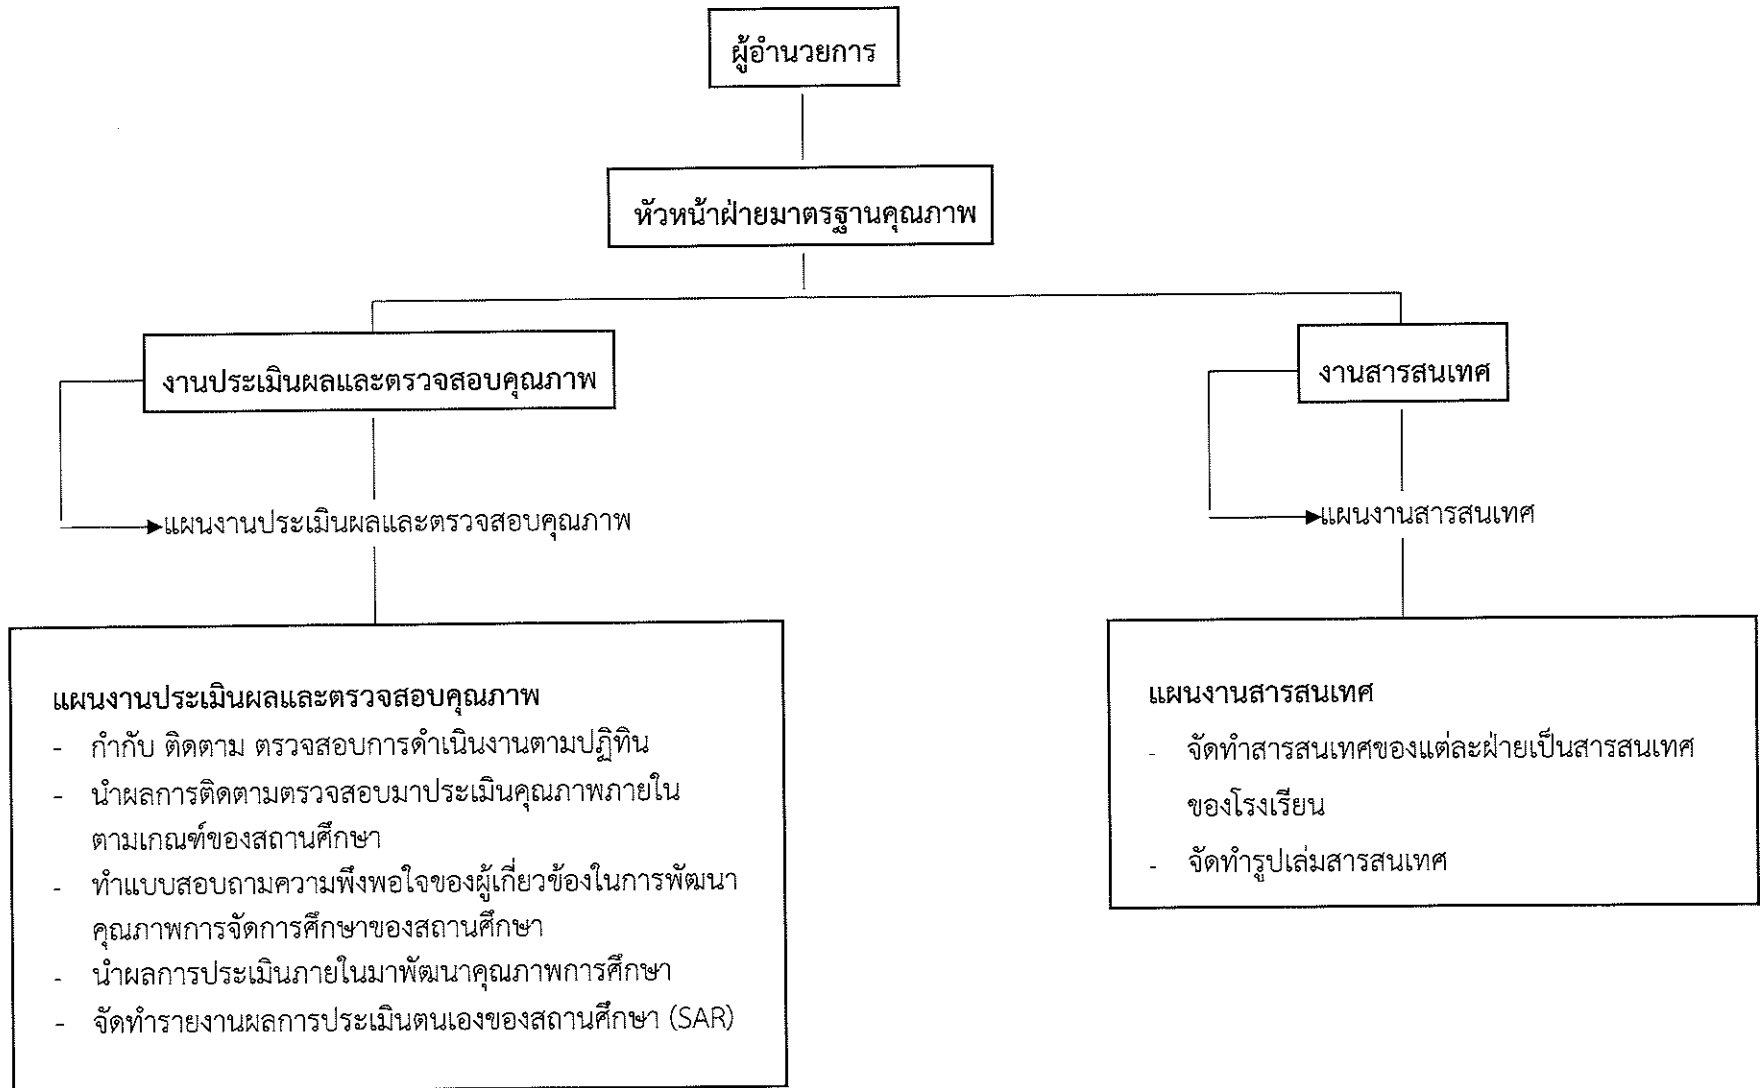 ผู้อำนวยการ
หัวหน้าฝ่ายมาตรฐานคุณภาพ
งานประเมินผลและตรวจสอบคุณภาพ
งานสารสนเทศ
แผนงานประเมินผลและตรวจสอบคุณภาพ
แผนงานสารสนเทศ
แผนงานประเมินผลและตรวจสอบคุณภาพ
- กำกับ ติดตาม ตรวจสอบการดำเนินงานตามปฏิทิน
- นำผลการติดตามตรวจสอบมาประเมินคุณภาพภายใน
ตามเกณฑ์ของสถานศึกษา
- ทำแบบสอบถามความพึงพอใจของผู้เกี่ยวข้องในการพัฒนา
คุณภาพการจัดการศึกษาของสถานศึกษา
- นำผลการประเมินภายในมาพัฒนาคุณภาพการศึกษา
- จัดทำรายงานผลการประเมินตนเองของสถานศึกษา (SAR)
แผนงานสารสนเทศ
- จัดทำสารสนเทศของแต่ละฝ่ายเป็นสารสนเทศ
ของโรงเรียน
- จัดทำรูปเล่มสารสนเทศ